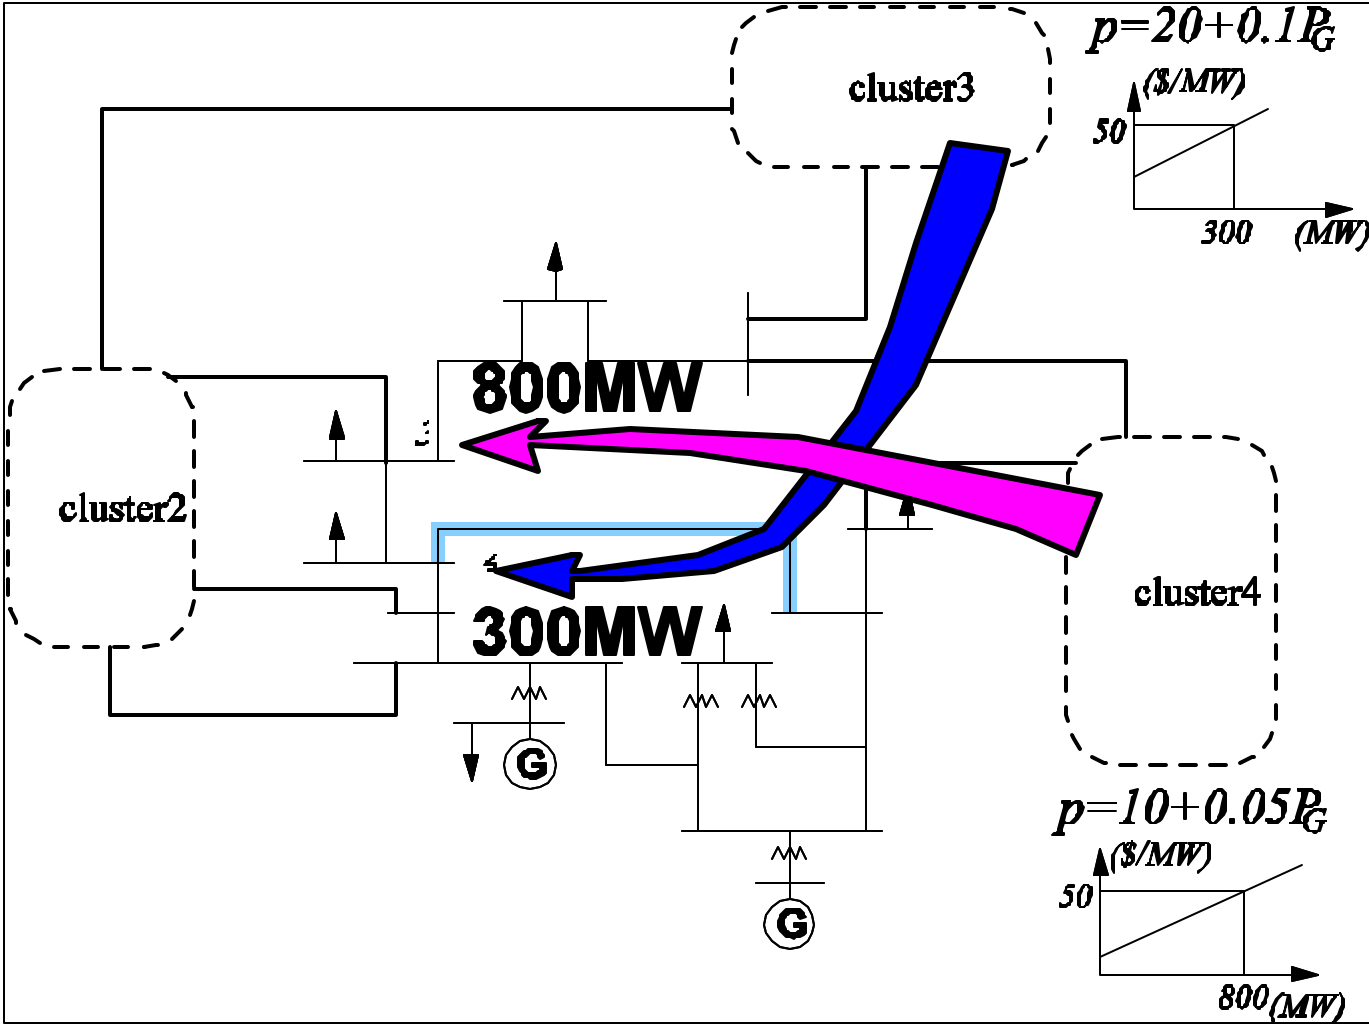 p=20+0.1PG
cluster3
($/MW)
50
300
(MW)
800MW
cluster2
cluster4
300MW
G
p=10+0.05PG
($/MW)
50
G
800
(MW)